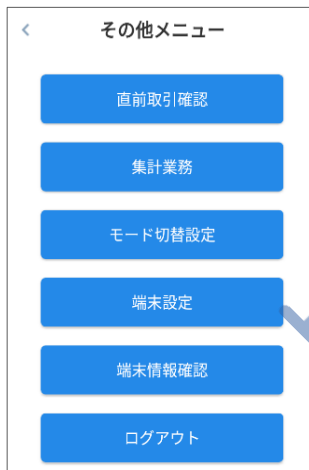 その他メニュー
直前取引確認
集計業務
モード切替設定
端末設定
端末情報確認
ログアウト